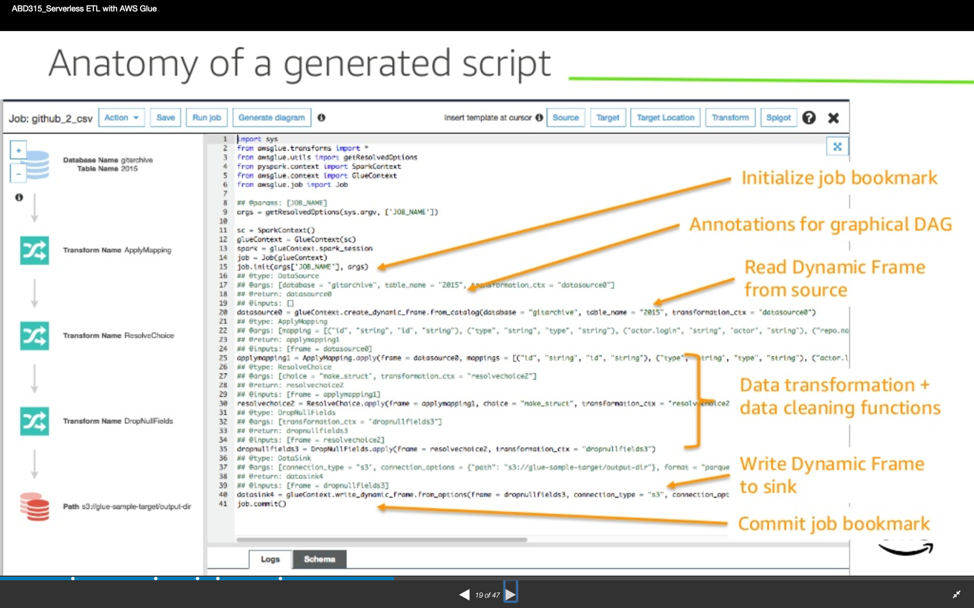 ABD315_Serverless ETL with AWS Glue
Anatomy of a generated script
Job: github_2_csv
Action
Save
Run job
Generate diagram
Insert template at cursor
Source
Target
Target Location
Transform
Spigot
Database Name gitarchive
Table Name 2015
Transform Name ApplyMapping
Transform Name ResolveChoice
Transform Name DropNullFields
Path s3://glue-sample-target/output-dir
1 import sys
2 from awsglue.transforms import *
3 from awsglue.utils import getResolvedOptions
4 from pyspark.context import SparkContext
5 from awsglue.context import GlueContext
6 from awsglue.job import Job
7
8 ## @params: [JOB_NAME]
9 args = getResolvedOptions(sys.argv, ['JOB_NAME'])
10
11 sc = SparkContext()
12 glueContext = GlueContext(sc)
13 spark = glueContext.spark_session
14 job = Job(glueContext)
15 job.init(args['JOB_NAME'], args)
16 ## @type: DataSource
17 ## @args: [database = "gitarchive", table_name = "2015", transformation_ctx = "datasource0"]
18 ## @return: datasource0
19 ## @inputs: []
20 datasource0 = glueContext.create_dynamic_frame.from_catalog(database = "gitarchive", table_name = "2015", transformation_ctx = "datasource0")
21 ## @type: ApplyMapping
22 ## @args: [mapping = [("id", "string", "id", "string"), ("type", "string", "type", "string"), ("actor.login", "string", "actor", "string"), ("repo.na
23 ## @return: applymapping1
24 ## @inputs: [frame = datasource0]
25 applymapping1 = ApplyMapping.apply(frame = datasource0, mappings = [("id", "string", "id", "string"), ("type", "string", "type", "string"), ("actor.l
26 ## @type: ResolveChoice
27 ## @args: [choice = "make_struct", transformation_ctx = "resolvechoice2"]
28 ## @return: resolvechoice2
29 ## @inputs: [frame = applymapping1]
30 resolvechoice2 = ResolveChoice.apply(frame = applymapping1, choice = "make_struct", transformation_ctx = "resolvechoice2
31 ## @type: DropNullFields
32 ## @args: [transformation_ctx = "dropnullfields3"]
33 ## @return: dropnullfields3
34 ## @inputs: [frame = resolvechoice2]
35 dropnullfields3 = DropNullFields.apply(frame = resolvechoice2, transformation_ctx = "dropnullfields3")
36 ## @type: DataSink
37 ## @args: [connection_type = "s3", connection_options = {"path": "s3://glue-sample-target/output-dir"}, format = "parque
38 ## @return: datasink4
39 ## @inputs: [frame = dropnullfields3]
40 datasink4 = glueContext.write_dynamic_frame.from_options(frame = dropnullfields3, connection_type = "s3", connection_opt
41 job.commit()
Initialize job bookmark
Annotations for graphical DAG
Read Dynamic Frame
from source
Data transformation +
data cleaning functions
Write Dynamic Frame
to sink
Commit job bookmark
Logs
Schema
19 of 47